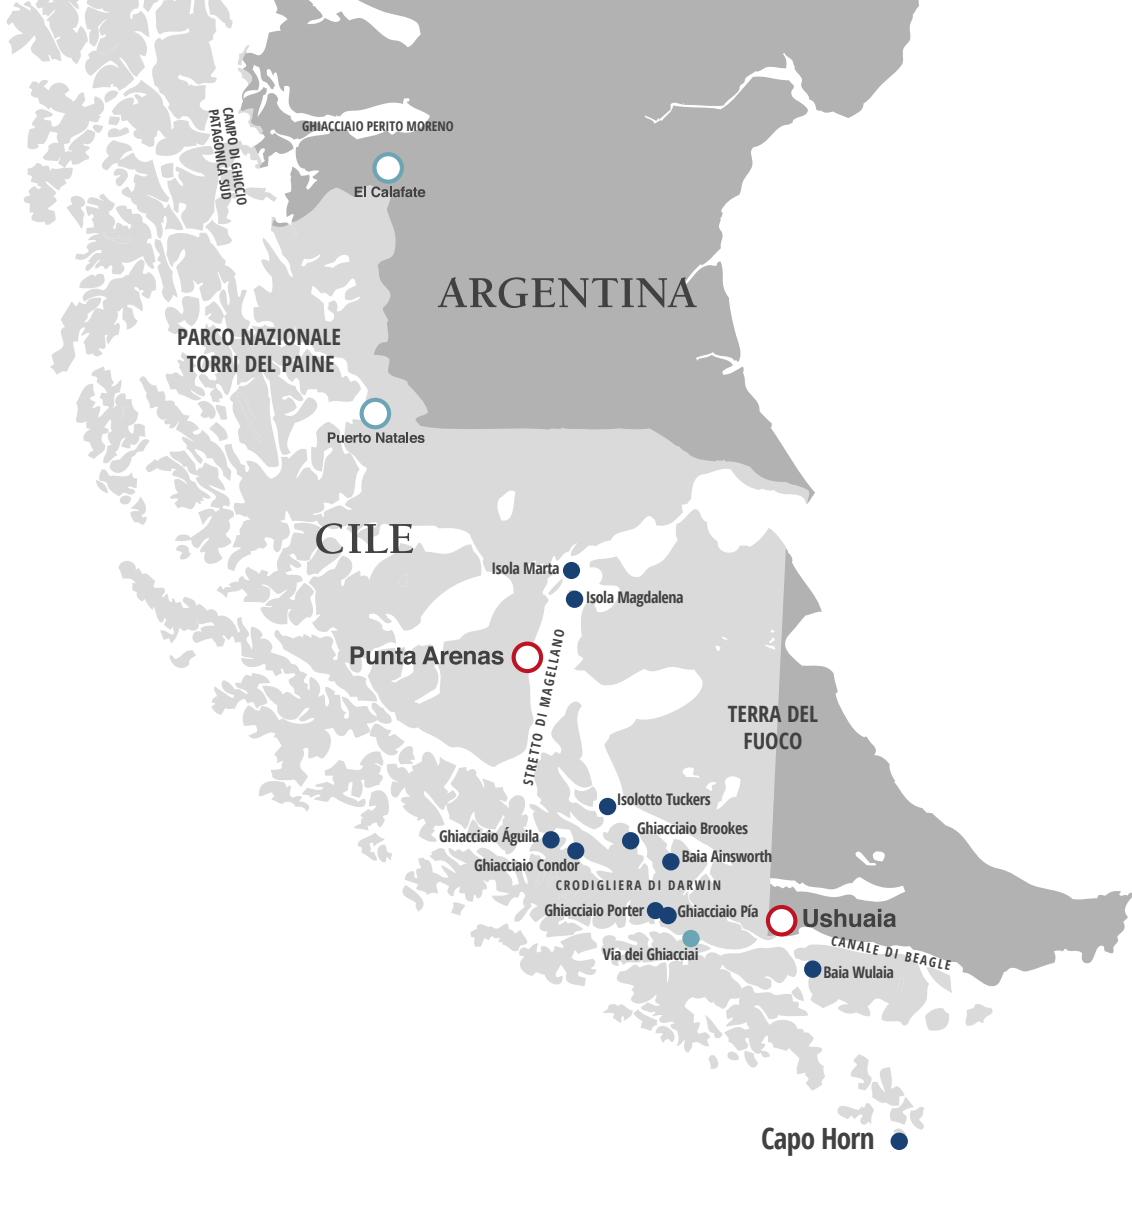 CAMPO DI GHICCIO
PATAGONICA SUD
GHIACCIAIO PERITO MORENO
El Calafate
ARGENTINA
PARCO NAZIONALE
TORRI DEL PAINE
Puerto Natales
CILE
Isola Marta
Isola Magdalena
Punta Arenas
STRETTO DI MAGELLANO
TERRA DEL
FUOCO
Isolotto Tuckers
Ghiacciaio Brookes
Ghiacciaio Águila
Baia Ainsworth
Ghiacciaio Condor
CRODIGLIERA DI DARWIN
Ghiacciaio Porter
Ghiacciaio Pía
Ushuaia
Via dei Ghiacciai
CANALE DI BEAGLE
Baia Wulaia
Capo Horn